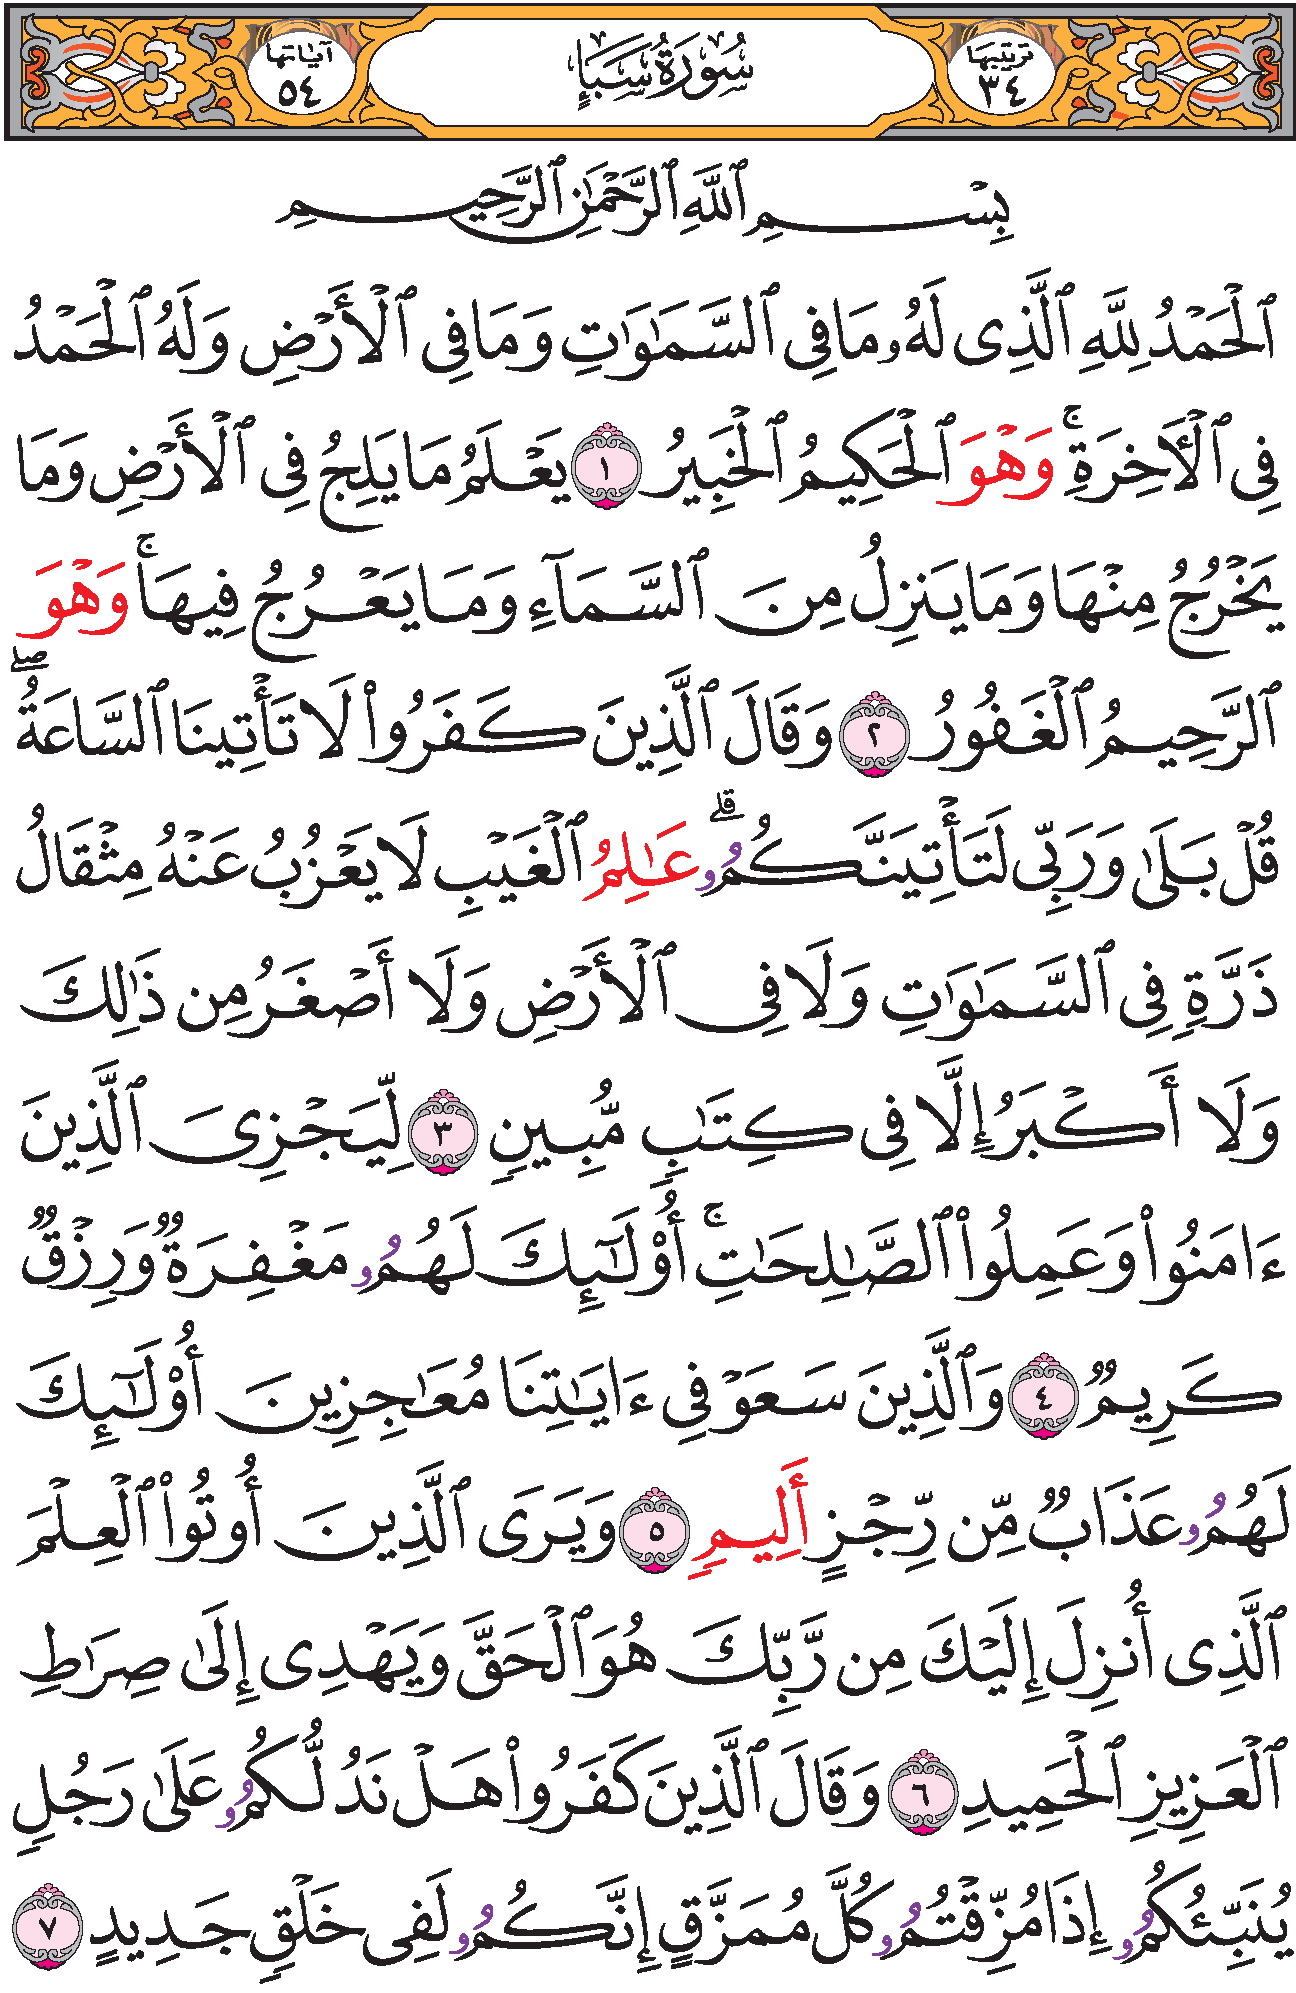 ترتيبها ٣٤
سُورَةُ سَبَإٍ
آياتها ٥٤
بِسْمِ ٱللَّهِ ٱلرَّحْمَٰنِ ٱلرَّحِيمِ
ٱلْحَمْدُ لِلَّهِ ٱلَّذِى لَهُۥ مَا فِى ٱلسَّمَٰوَٰتِ وَمَا فِى ٱلْأَرْضِ وَلَهُ ٱلْحَمْدُ
فِى ٱلْأٓخِرَةِۚ وَهْوَ ٱلْحَكِيمُ ٱلْخَبِيرُ ١ يَعْلَمُ مَا يَلِجُ فِى ٱلْأَرْضِ وَمَا
يَخْرُجُ مِنْهَا وَمَا يَنزِلُ مِنَ ٱلسَّمَآءِ وَمَا يَعْرُجُ فِيهَاۚ وَهْوَ
ٱلرَّحِيمُ ٱلْغَفُورُ ٢ وَقَالَ ٱلَّذِينَ كَفَرُوا۟ لَا تَأْتِينَا ٱلسَّاعَةُۖ
قُلْ بَلَىٰ وَرَبِّى لَتَأْتِيَنَّكُمُۥۗ عَٰلِمُ ٱلْغَيْبِ لَا يَعْزُبُ عَنْهُ مِثْقَالُ
ذَرَّةٍ فِى ٱلسَّمَٰوَٰتِ وَلَا فِى ٱلْأَرْضِ وَلَا أَصْغَرُ مِن ذَٰلِكَ
وَلَا أَكْبَرُ إِلَّا فِى كِتَٰبٍ مُّبِينٍ ٣ لِّيَجْزِىَ ٱلَّذِينَ
ءَامَنُوا۟ وَعَمِلُوا۟ ٱلصَّٰلِحَٰتِۚ أُو۟لَٰٓئِكَ لَهُمُۥ مَغْفِرَةٌ وَرِزْقٌ
كَرِيمٌ ٤ وَٱلَّذِينَ سَعَوْ فِى ءَايَٰتِنَا مُعَٰجِزِينَ أُو۟لَٰٓئِكَ
لَهُمُۥ عَذَابٌ مِّن رِّجْزٍ أَلِيمٍ ٥ وَيَرَى ٱلَّذِينَ أُوتُوا۟ ٱلْعِلْمَ
ٱلَّذِى أُنزِلَ إِلَيْكَ مِن رَّبِّكَ هُوَ ٱلْحَقَّ وَيَهْدِى إِلَىٰ صِرَٰطِ
ٱلْعَزِيزِ ٱلْحَمِيدِ ٦ وَقَالَ ٱلَّذِينَ كَفَرُوا۟ هَلْ نَدُلُّكُمُۥ عَلَىٰ رَجُلٍ
يُنَبِّئُكُمُۥ إِذَا مُزِّقْتُمُۥ كُلَّ مُمَزَّقٍ إِنَّكُمُۥ لَفِى خَلْقٍ جَدِيدٍ ٧